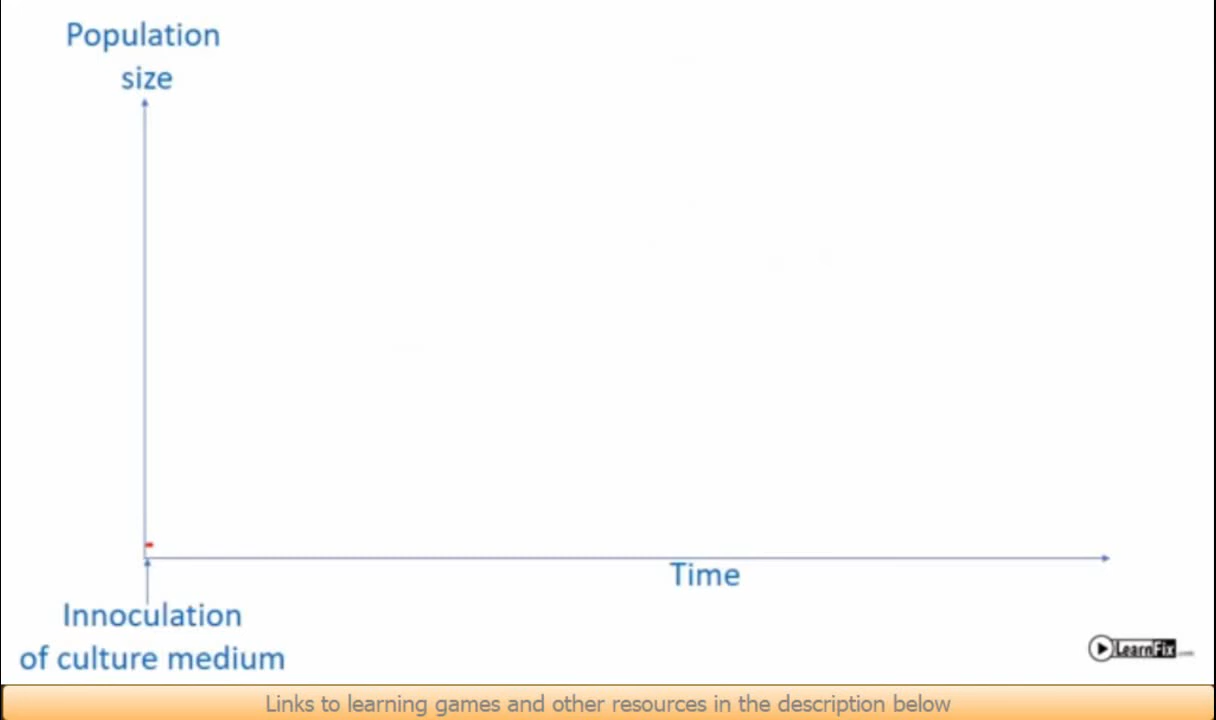 Population
size
Time
Innoculation
of culture medium
LearnFix
Links to learning games and other resources in the description below